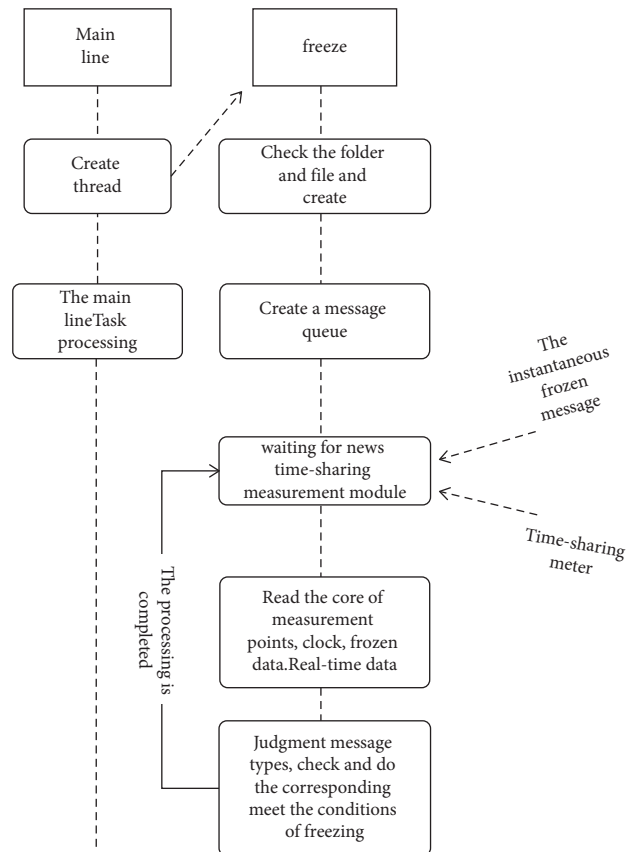 Main
line
freeze
Create
thread
Check the folder
and file and
create
The main
lineTask
processing
Create a message
queue
The
instantaneous
frozen
message
waiting for news
time-sharing
measurement module
Time-sharing
meter
The processing is
completed
Read the core of
measurement
points, clock, frozen
data.Real-time data
Judgment message
types, check and do
the corresponding
meet the conditions
of freezing